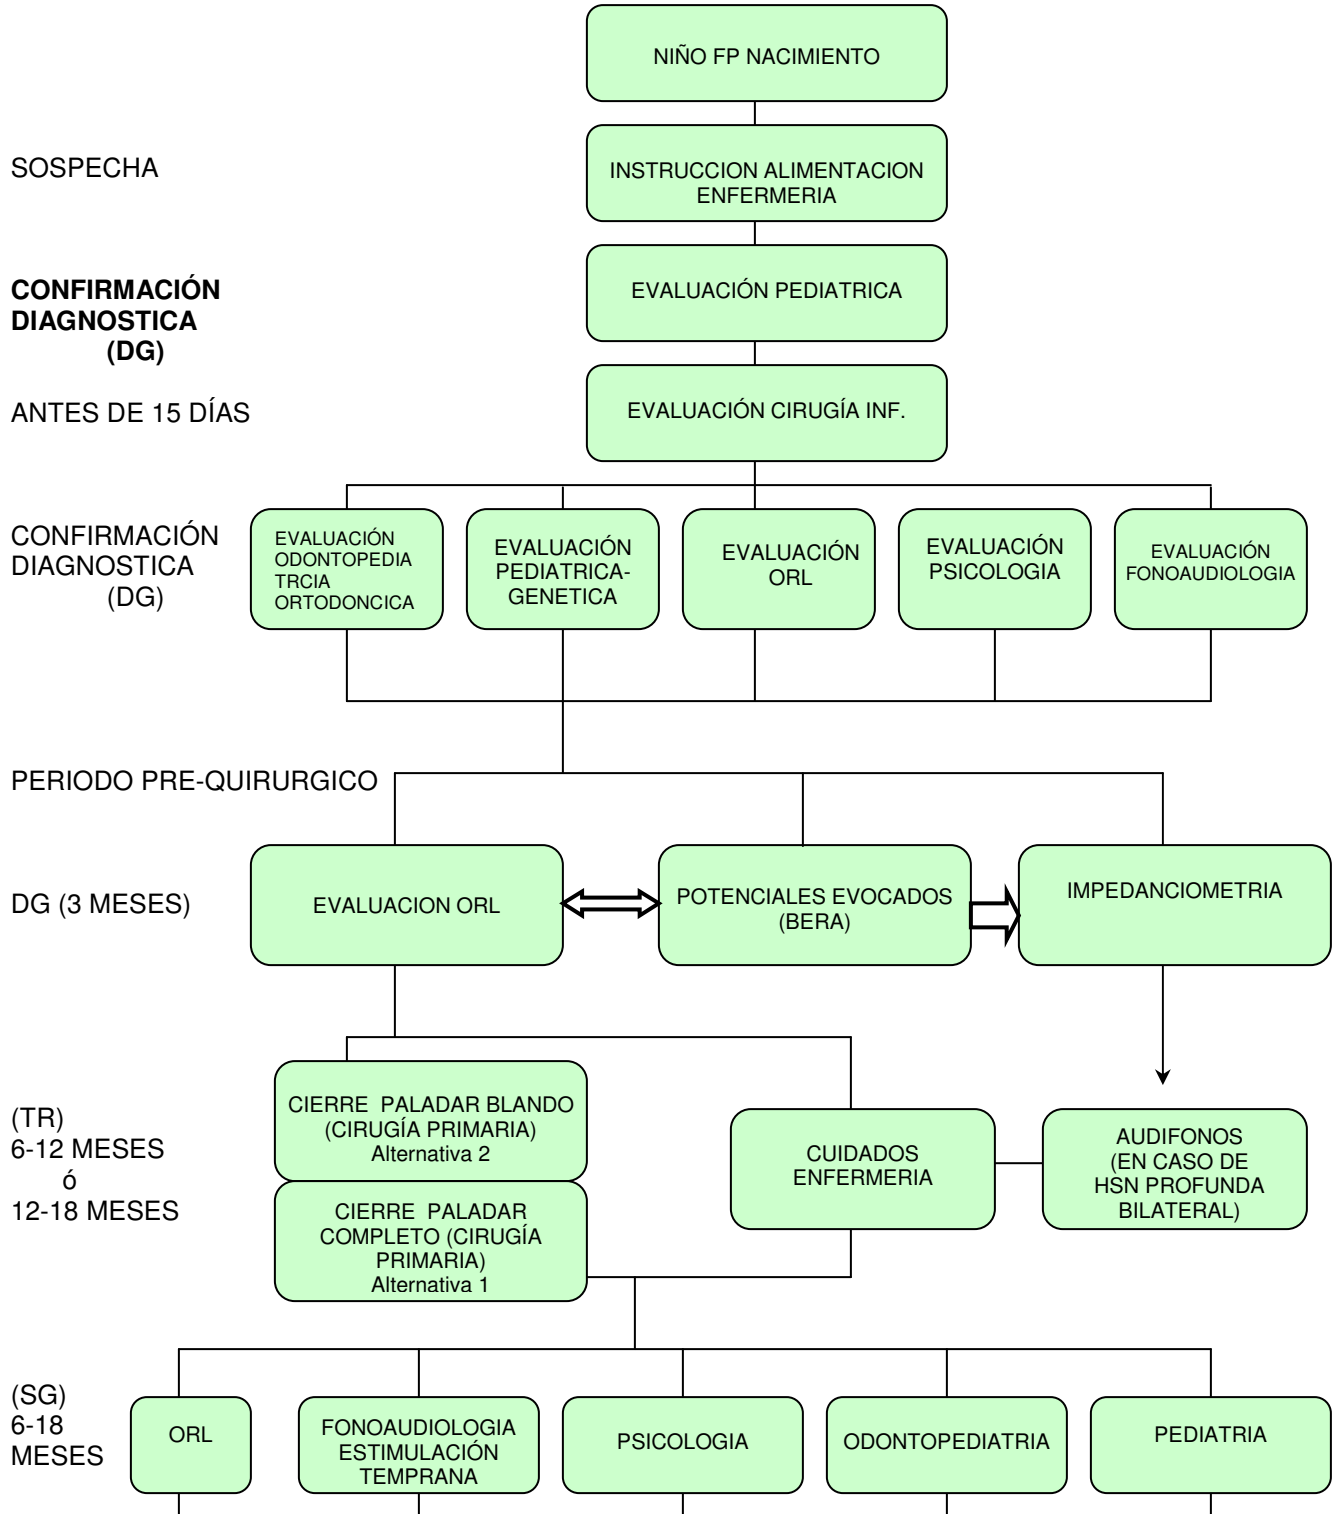 NIÑO FP NACIMIENTO
SOSPECHA
INSTRUCCION ALIMENTACION
ENFERMERIA
CONFIRMACIÓN
DIAGNOSTICA
(DG)
EVALUACIÓN PEDIATRICA
ANTES DE 15 DÍAS
EVALUACIÓN CIRUGÍA INF.
CONFIRMACIÓN
DIAGNOSTICA
(DG)
EVALUACIÓN
ODONTOPEDIA
TRCIA
ORTODONCICA
EVALUACIÓN
PEDIATRICA-
GENETICA
EVALUACIÓN
ORL
EVALUACIÓN
PSICOLOGIA
EVALUACIÓN
FONOAUDIOLOGIA
PERIODO PRE-QUIRURGICO
DG (3 MESES)
EVALUACION ORL
POTENCIALES EVOCADOS
(BERA)
IMPEDANCIOMETRIA
(TR)
6-12 MESES
ó
12-18 MESES
CIERRE PALADAR BLANDO
(CIRUGÍA PRIMARIA)
Alternativa 2
CIERRE PALADAR
COMPLETO (CIRUGÍA
PRIMARIA)
Alternativa 1
CUIDADOS
ENFERMERIA
AUDIFONOS
(EN CASO DE
HSN PROFUNDA
BILATERAL)
(SG)
6-18
MESES
ORL
FONOAUDIOLOGIA
ESTIMULACIÓN
TEMPRANA
PSICOLOGIA
ODONTOPEDIATRIA
PEDIATRIA